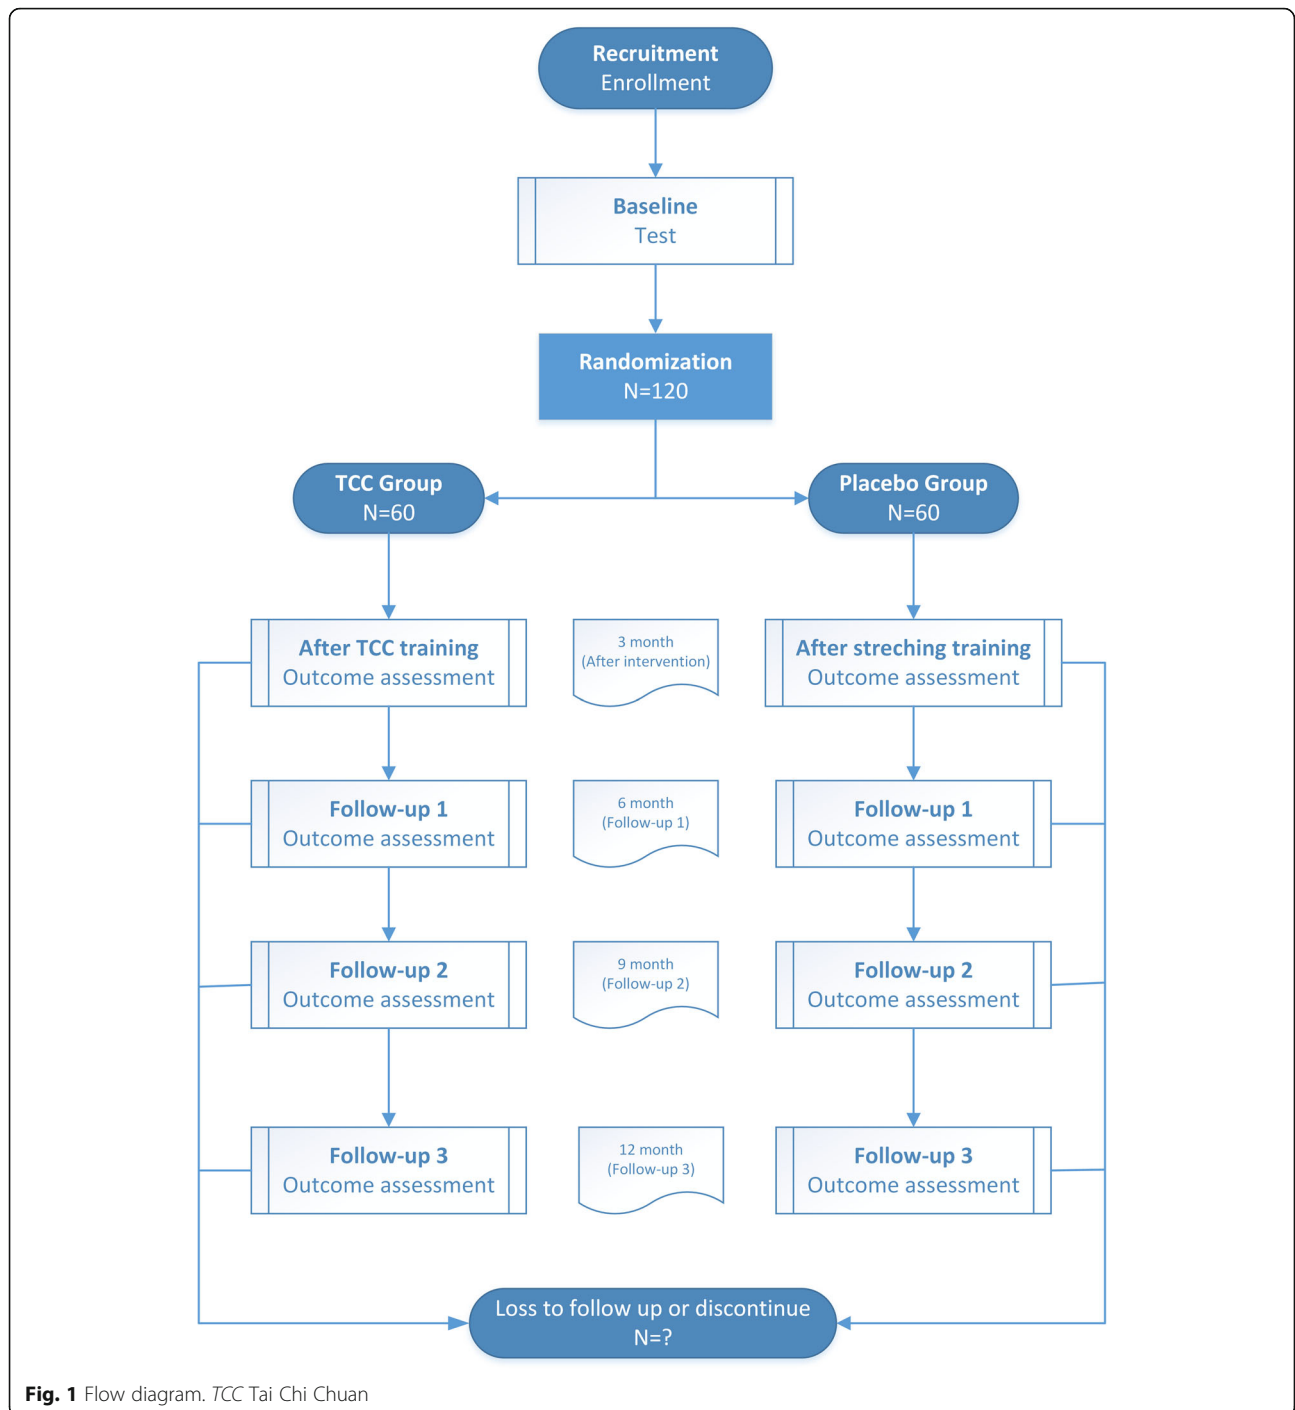 Recruitment
Enrollment
Baseline
Test
Randomization
N=120
TCC Group
N=60
Placebo Group
N=60
After TCC training
Outcome assessment
3 month
(After intervention)
After streching training
Outcome assessment
Follow-up 1
Outcome assessment
6 month
(Follow-up 1)
Follow-up 1
Outcome assessment
Follow-up 2
Outcome assessment
9 month
(Follow-up 2)
Follow-up 2
Outcome assessment
Follow-up 3
Outcome assessment
12 month
(Follow-up 3)
Follow-up 3
Outcome assessment
Loss to follow up or discontinue
N=?
Fig. 1 Flow diagram. TCC Tai Chi Chuan